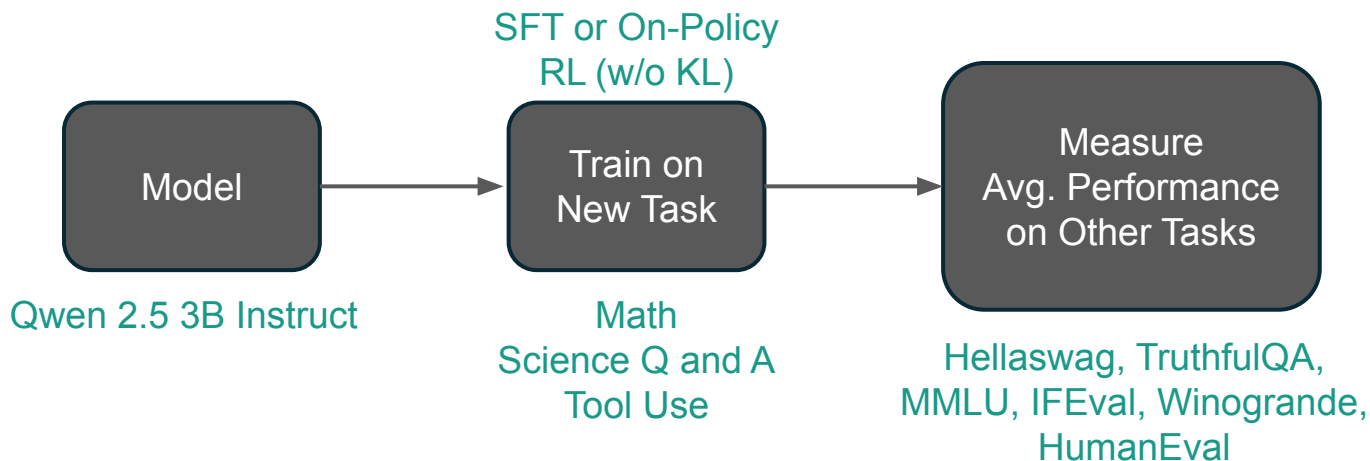 SFT or On-Policy
RL (w/o KL)
Model
Train on
New Task
Measure
Avg. Performance
on Other Tasks
Qwen 2.5 3B Instruct
Math
Science Q and A
Tool Use
Hellaswag, TruthfulQA,
MMLU, IFEval, Winogrande,
HumanEval